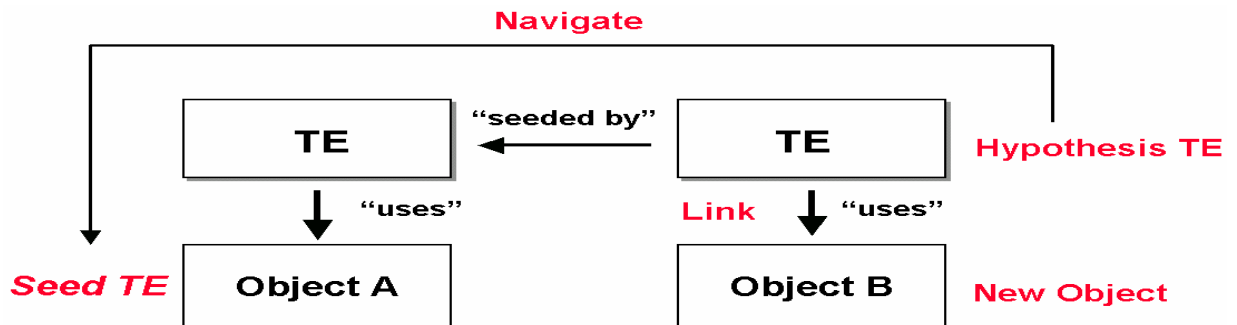 Navigate
TE
“seeded by”
TE
Hypothesis TE
“uses”
Link
“uses”
Seed TE
Object A
Object B
New Object